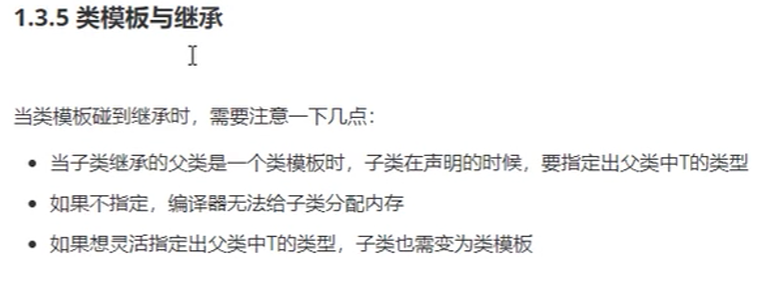 1.3.5 类模板与继承
当类模板碰到继承时，需要注意一下几点：
• 当子类继承的父类是一个类模板时，子类在声明的时候，要指定出父类中T的类型
• 如果不指定，编译器无法给子类分配内存
• 如果想灵活指定出父类中T的类型，子类也需变为类模板